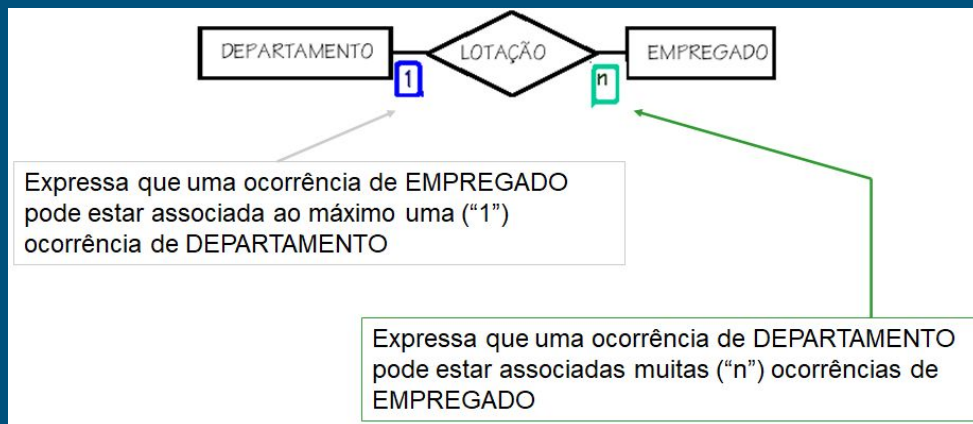 DEPARTAMENTO LOTAÇÃO EMPREGADO
1 n
Expressa que uma ocorrência de EMPREGADO
pode estar associada ao máximo uma (“1”)
ocorrência de DEPARTAMENTO
Expressa que uma ocorrência de DEPARTAMENTO
pode estar associadas muitas (“n”) ocorrências de
EMPREGADO